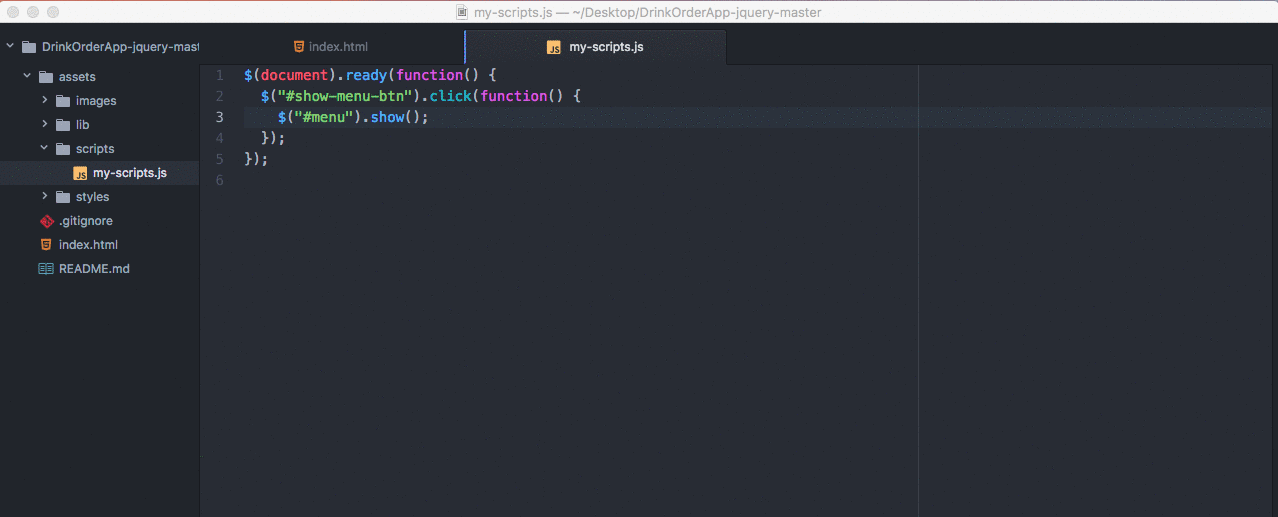 my-scripts.js — ~/Desktop/DrinkOrderApp-jquery-master
DrinkOrderApp-jquery-mast
assets
images
lib
scripts
JS my-scripts.js
styles
.gitignore
index.html
README.md
index.html
JS my-scripts.js
1 $(document).ready(function() {
2   $("#show-menu-btn").click(function() {
3     $("#menu").show();
4   });
5 });
6